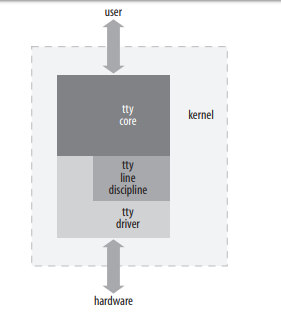 user
tty
core
kernel
tty
line
discipline
tty
driver
hardware